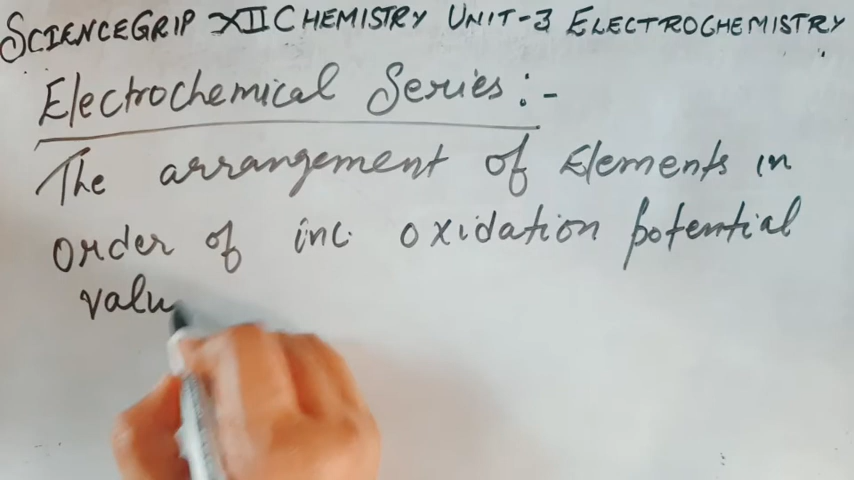 SCIENCEGRIP XII CHEMISTRY UNIT-3 ELECTROCHEMISTRY
Electrochemical Series :-
The arrangement of Elements in
order of inc. oxidation potential
valu